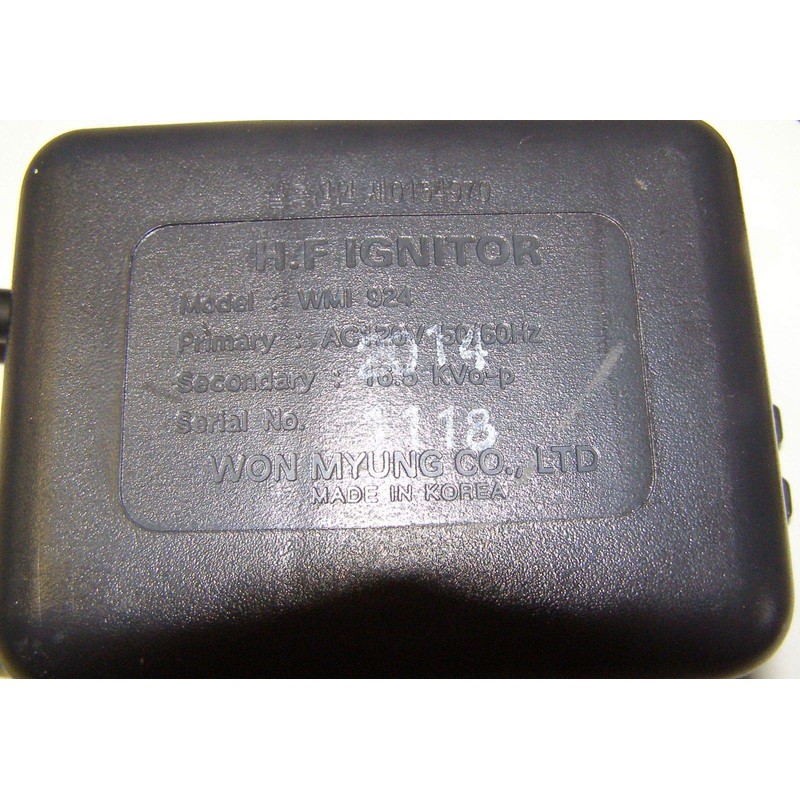 H.F IGNITOR
Model : WMI 924
Primary : AC120V 50/60Hz
2014
Secondary : 16.5 KVo-p
Serial No. 1118
WON MYUNG CO., LTD
MADE IN KOREA